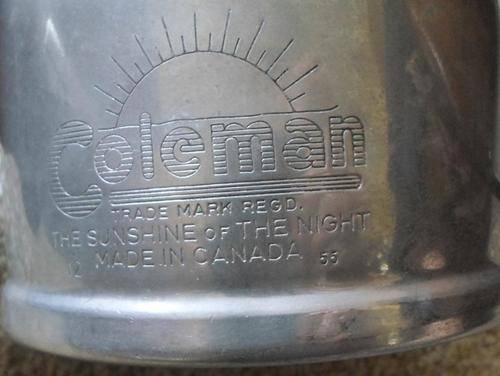 Coleman
TRADE MARK REGD.
THE SUNSHINE OF THE NIGHT
12 MADE IN CANADA 55